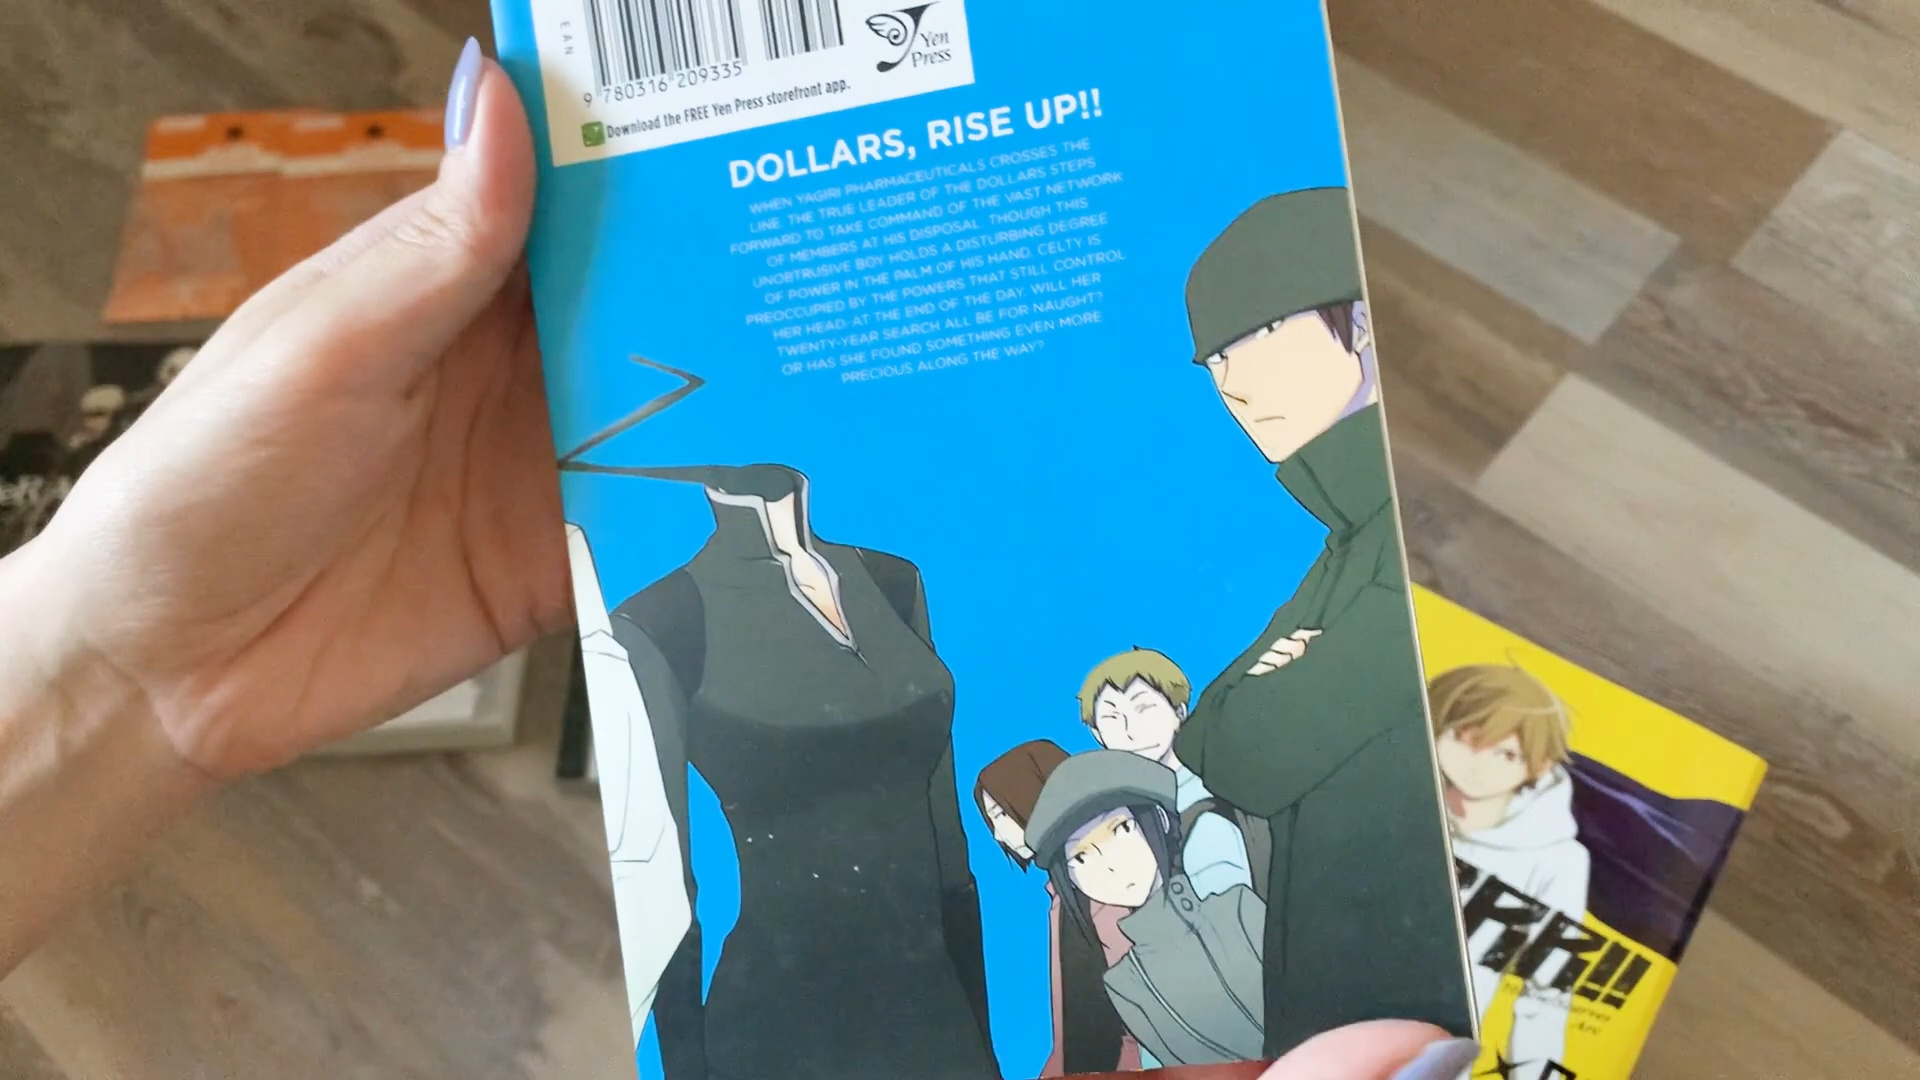 EAN
9 780316 209335
Yen
Press
Download the FREE Yen Press storefront app.
DOLLARS, RISE UP!!
WHEN YAGIRI PHARMACEUTICALS CROSSES THE
LINE, THE TRUE LEADER OF THE DOLLARS STEPS
FORWARD TO TAKE COMMAND OF THE VAST NETWORK
OF MEMBERS AT HIS DISPOSAL. THOUGH THIS
UNOBTRUSIVE BOY HOLDS A DISTURBING DEGREE
OF POWER IN THE PALM OF HIS HAND, CELTY IS
PREOCCUPIED BY THE POWERS THAT STILL CONTROL
HER HEAD. AT THE END OF THE DAY, WILL HER
TWENTY-YEAR SEARCH ALL BE FOR NAUGHT?
OR HAS SHE FOUND SOMETHING EVEN MORE
PRECIOUS ALONG THE WAY?
RR!!
Arc